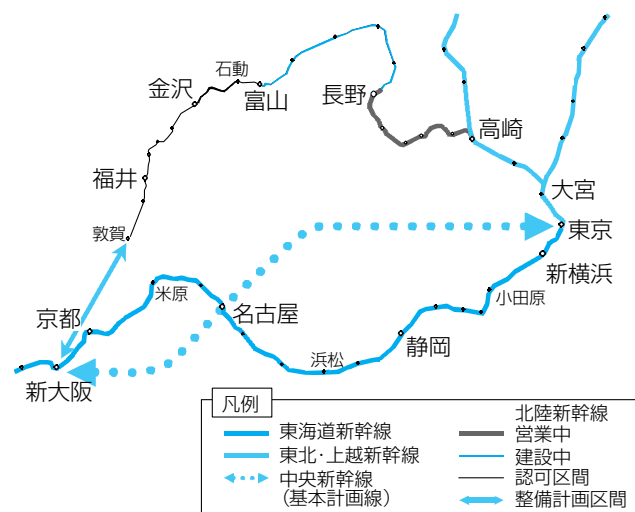 石動
金沢
富山
長野
高崎
福井
大宮
敦賀
東京
新横浜
米原
小田原
京都
名古屋
静岡
浜松
新大阪
凡例
東海道新幹線
東北・上越新幹線
中央新幹線
(基本計画線)
北陸新幹線
営業中
建設中
認可区間
整備計画区間